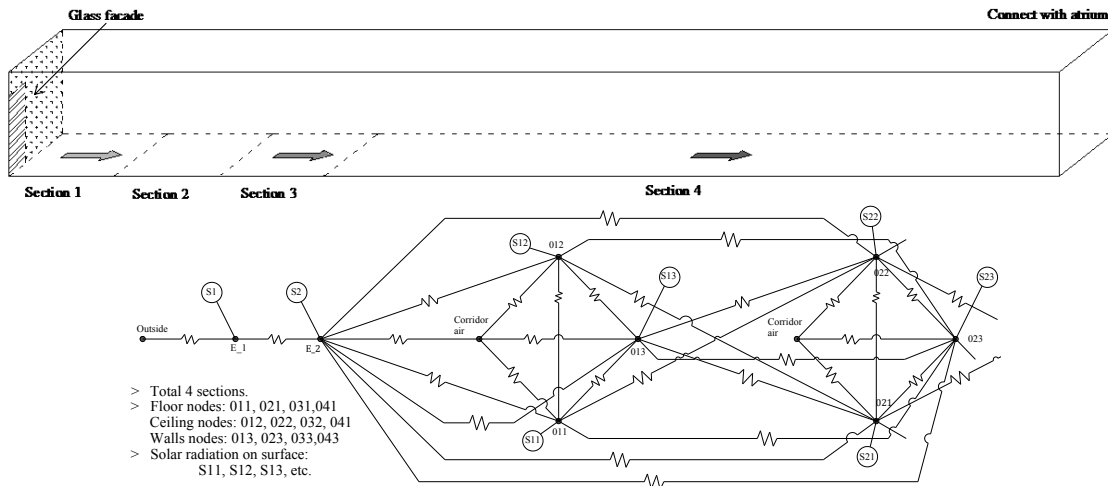 Glass facade
Connect with atrium
Section 1
Section 2
Section 3
Section 4
S22
S12
012
022
S13
S23
S1
S2
Outside
Corridor
air
Corridor
air
E_1
E_2
013
023
> Total 4 sections.
> Floor nodes: 011, 021, 031,041
Ceiling nodes: 012, 022, 032, 041
Walls nodes: 013, 023, 033,043
> Solar radiation on surface:
S11, S12, S13, etc.
021
S11
011
S21